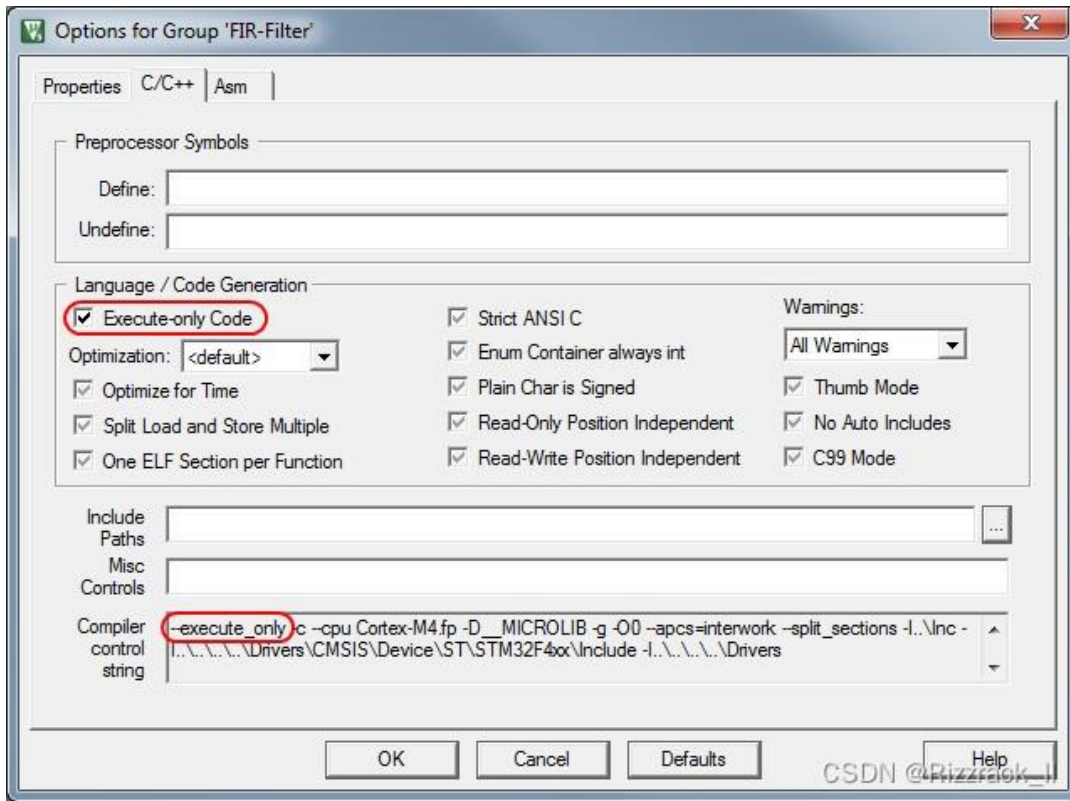 Options for Group 'FIR-Filter'
Properties C/C++ Asm
Preprocessor Symbols
Define:
Undefine:
Language / Code Generation
Execute-only Code
Strict ANSI C
Warnings:
Optimization: <default>
Enum Container always int
All Warnings
Optimize for Time
Plain Char is Signed
Thumb Mode
Split Load and Store Multiple
Read-Only Position Independent
No Auto Includes
One ELF Section per Function
Read-Write Position Independent
C99 Mode
Include
Paths
...
Misc
Controls
Compiler
control
string
--execute_only -c --cpu Cortex-M4.fp -D__MICROLIB -g -O0 --apcs=interwork --split_sections -I..\Inc -
I..\..\..\..\Drivers\CMSIS\Device\ST\STM32F4xx\Include -I..\..\..\..\Drivers
OK Cancel Defaults Help
CSDN @Rizzrack_II